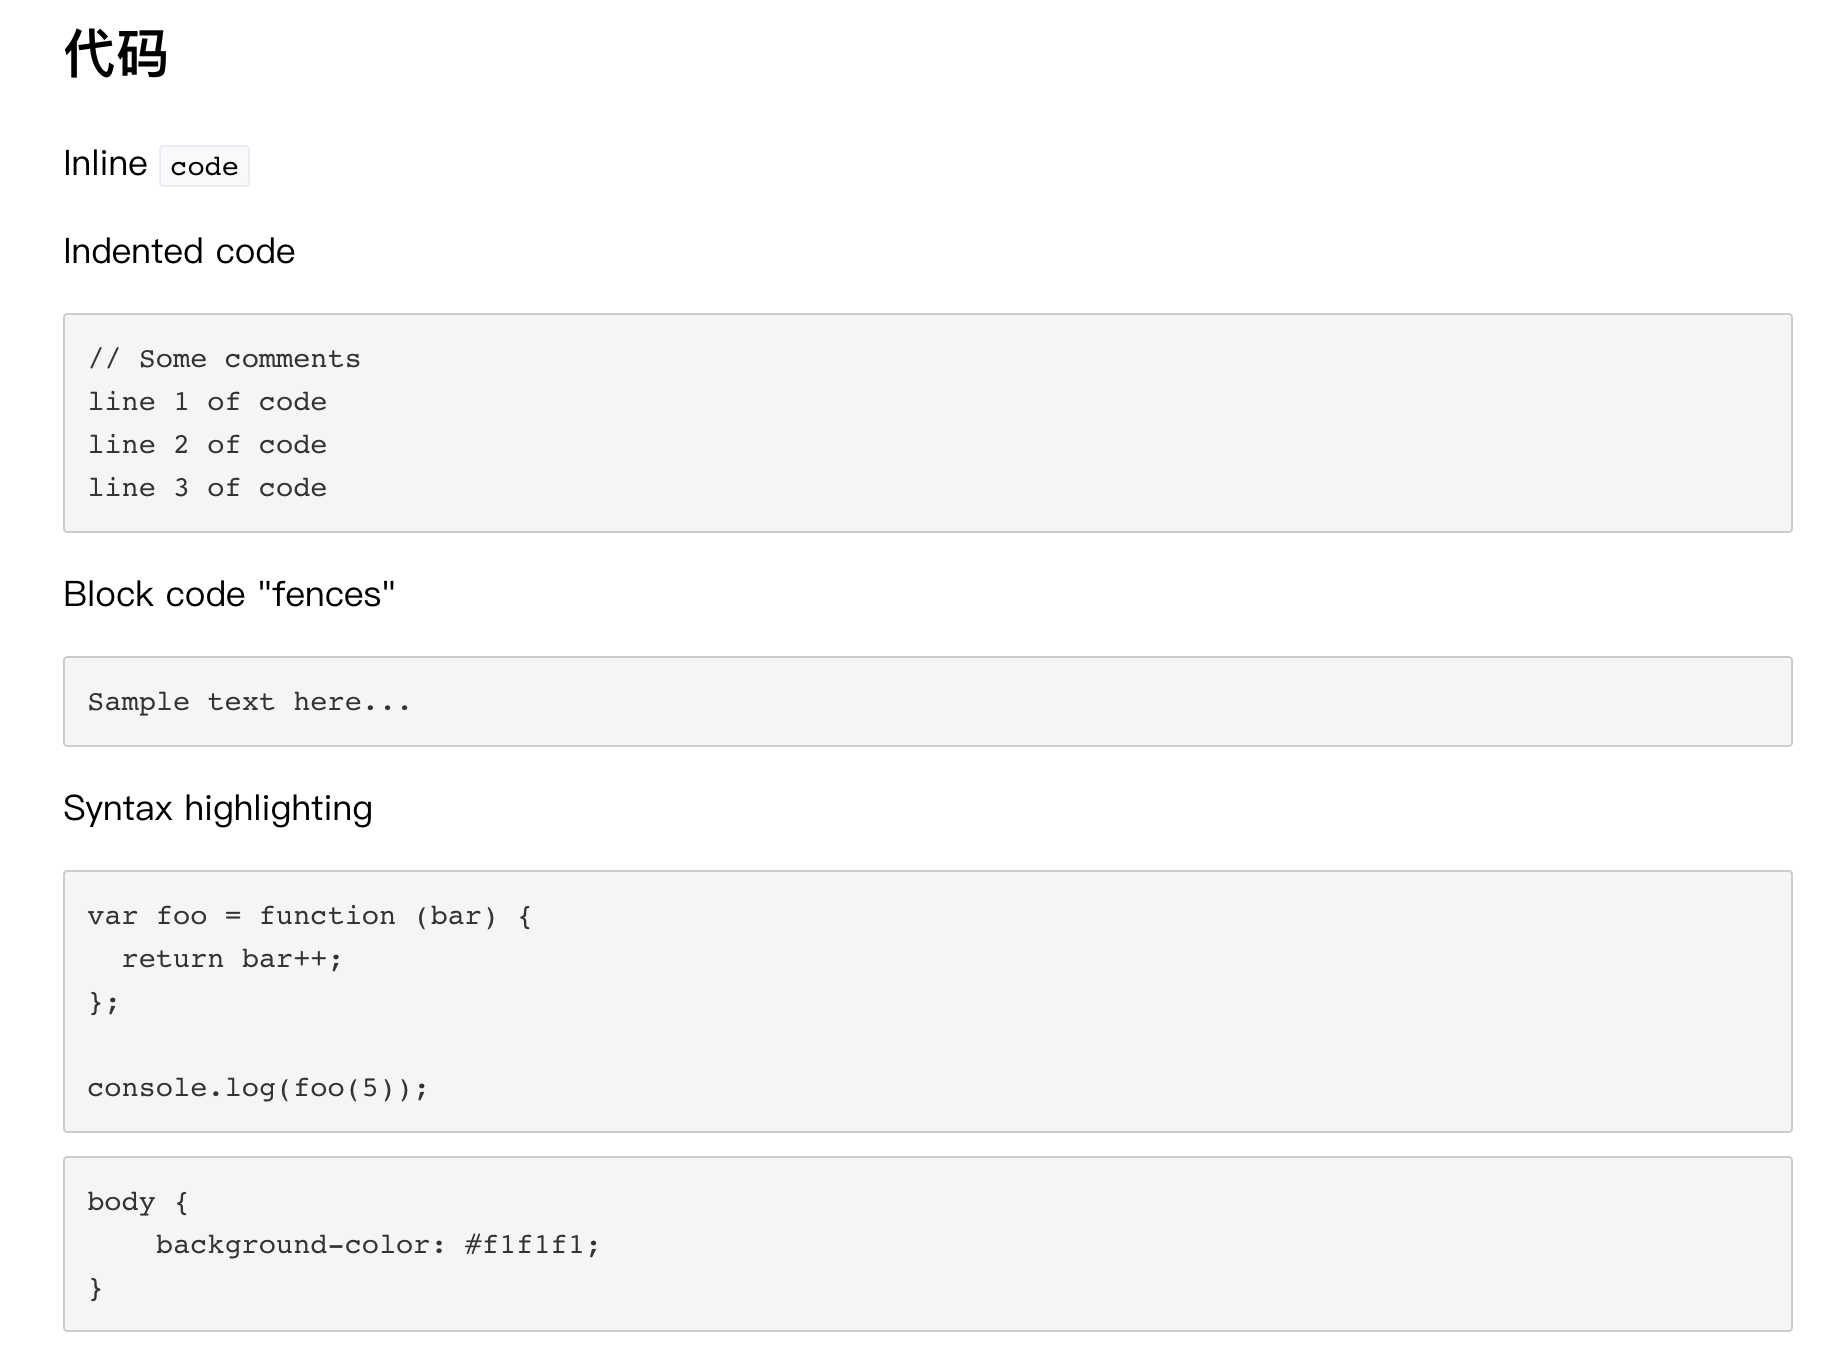 代码
Inline code
Indented code
// Some comments
line 1 of code
line 2 of code
line 3 of code
Block code "fences"
Sample text here...
Syntax highlighting
var foo = function (bar) {
  return bar++;
};

console.log(foo(5));
body {
    background-color: #f1f1f1;
}